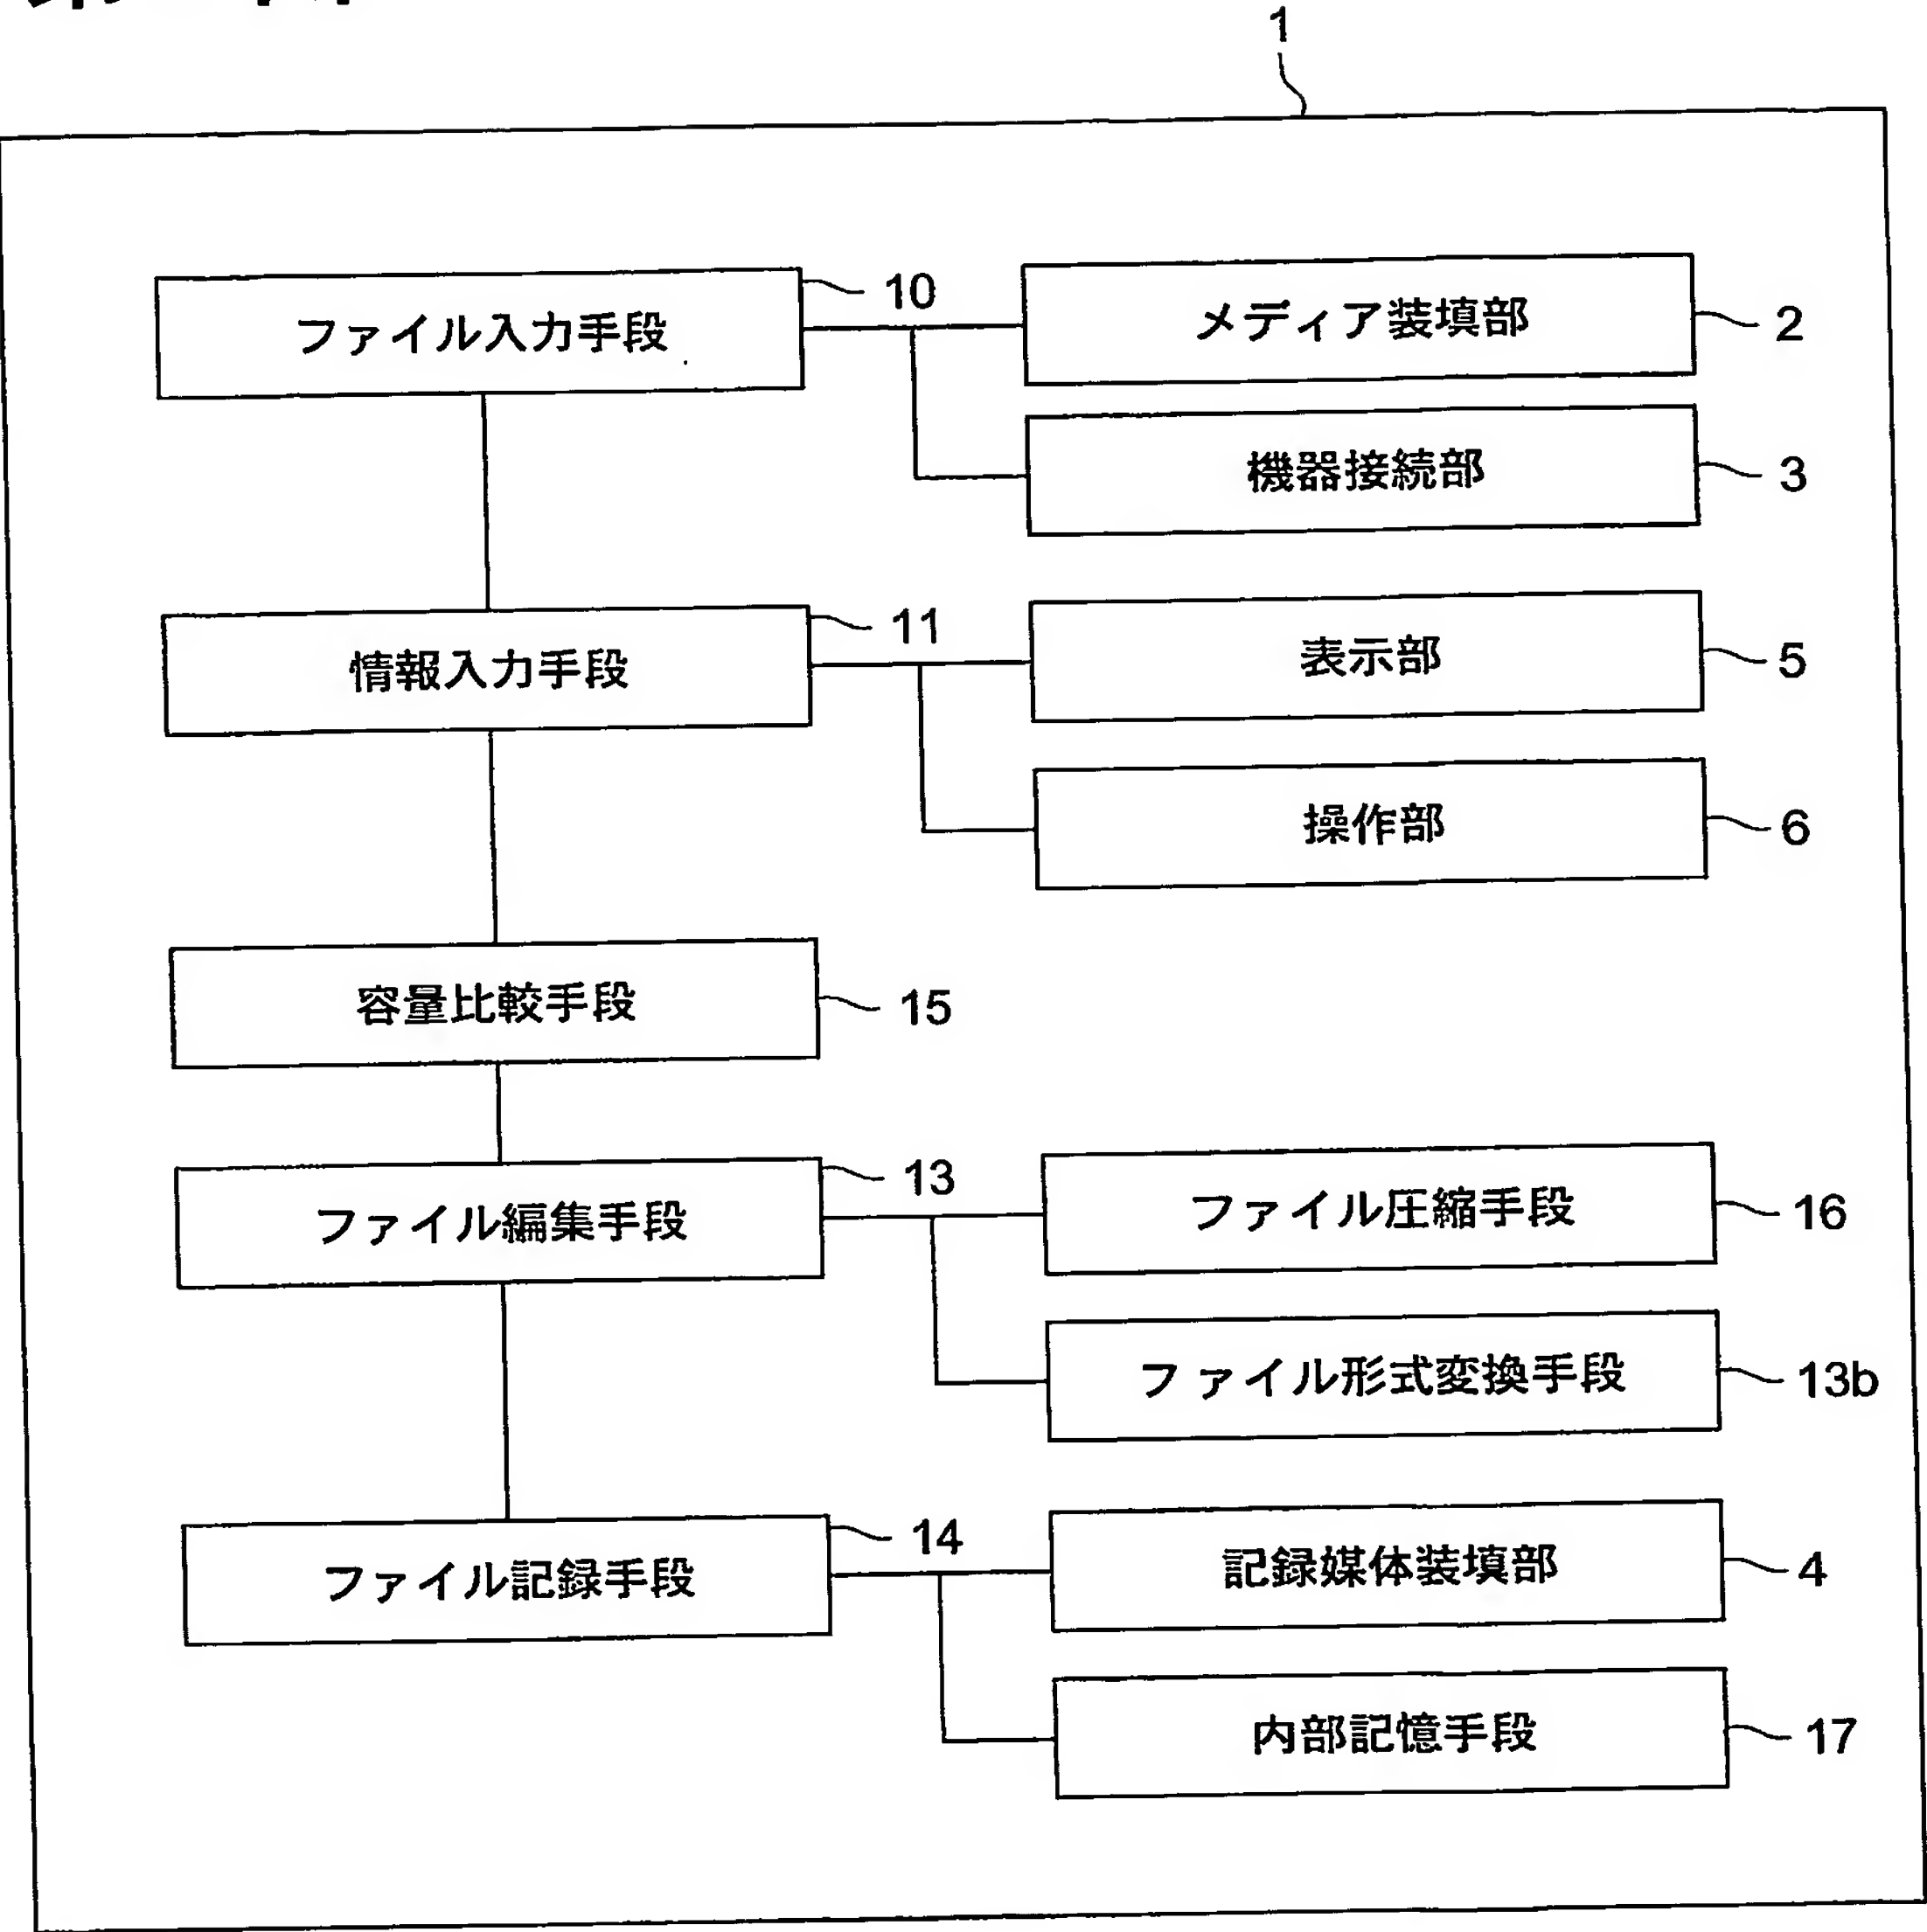 1
ファイル入力手段
10
メディア装填部
2
機器接続部
3
情報入力手段
11
表示部
5
操作部
6
容量比較手段
15
ファイル編集手段
13
ファイル圧縮手段
16
ファイル形式変換手段
13b
ファイル記録手段
14
記録媒体装填部
4
内部記憶手段
17